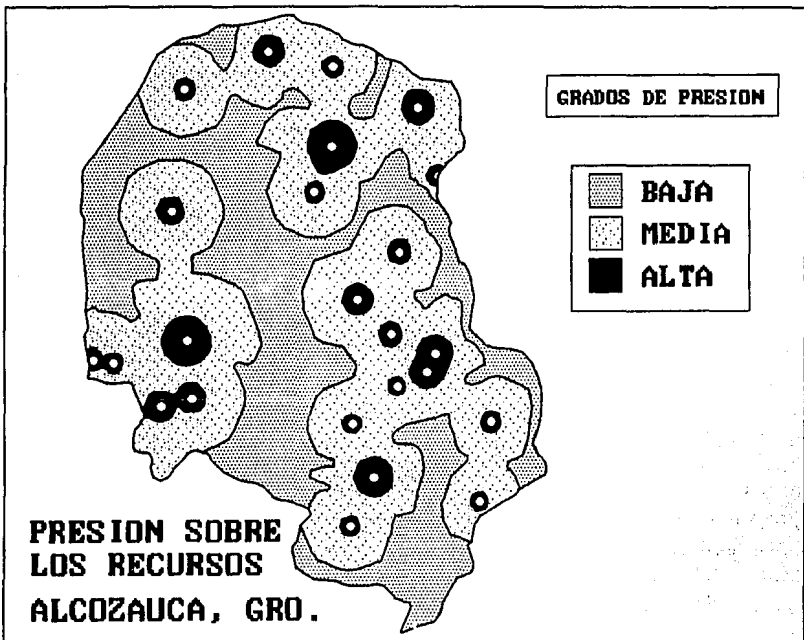 GRADOS DE PRESION
BAJA
MEDIA
ALTA
PRESION SOBRE
LOS RECURSOS
ALCOZAUCA, GRO.